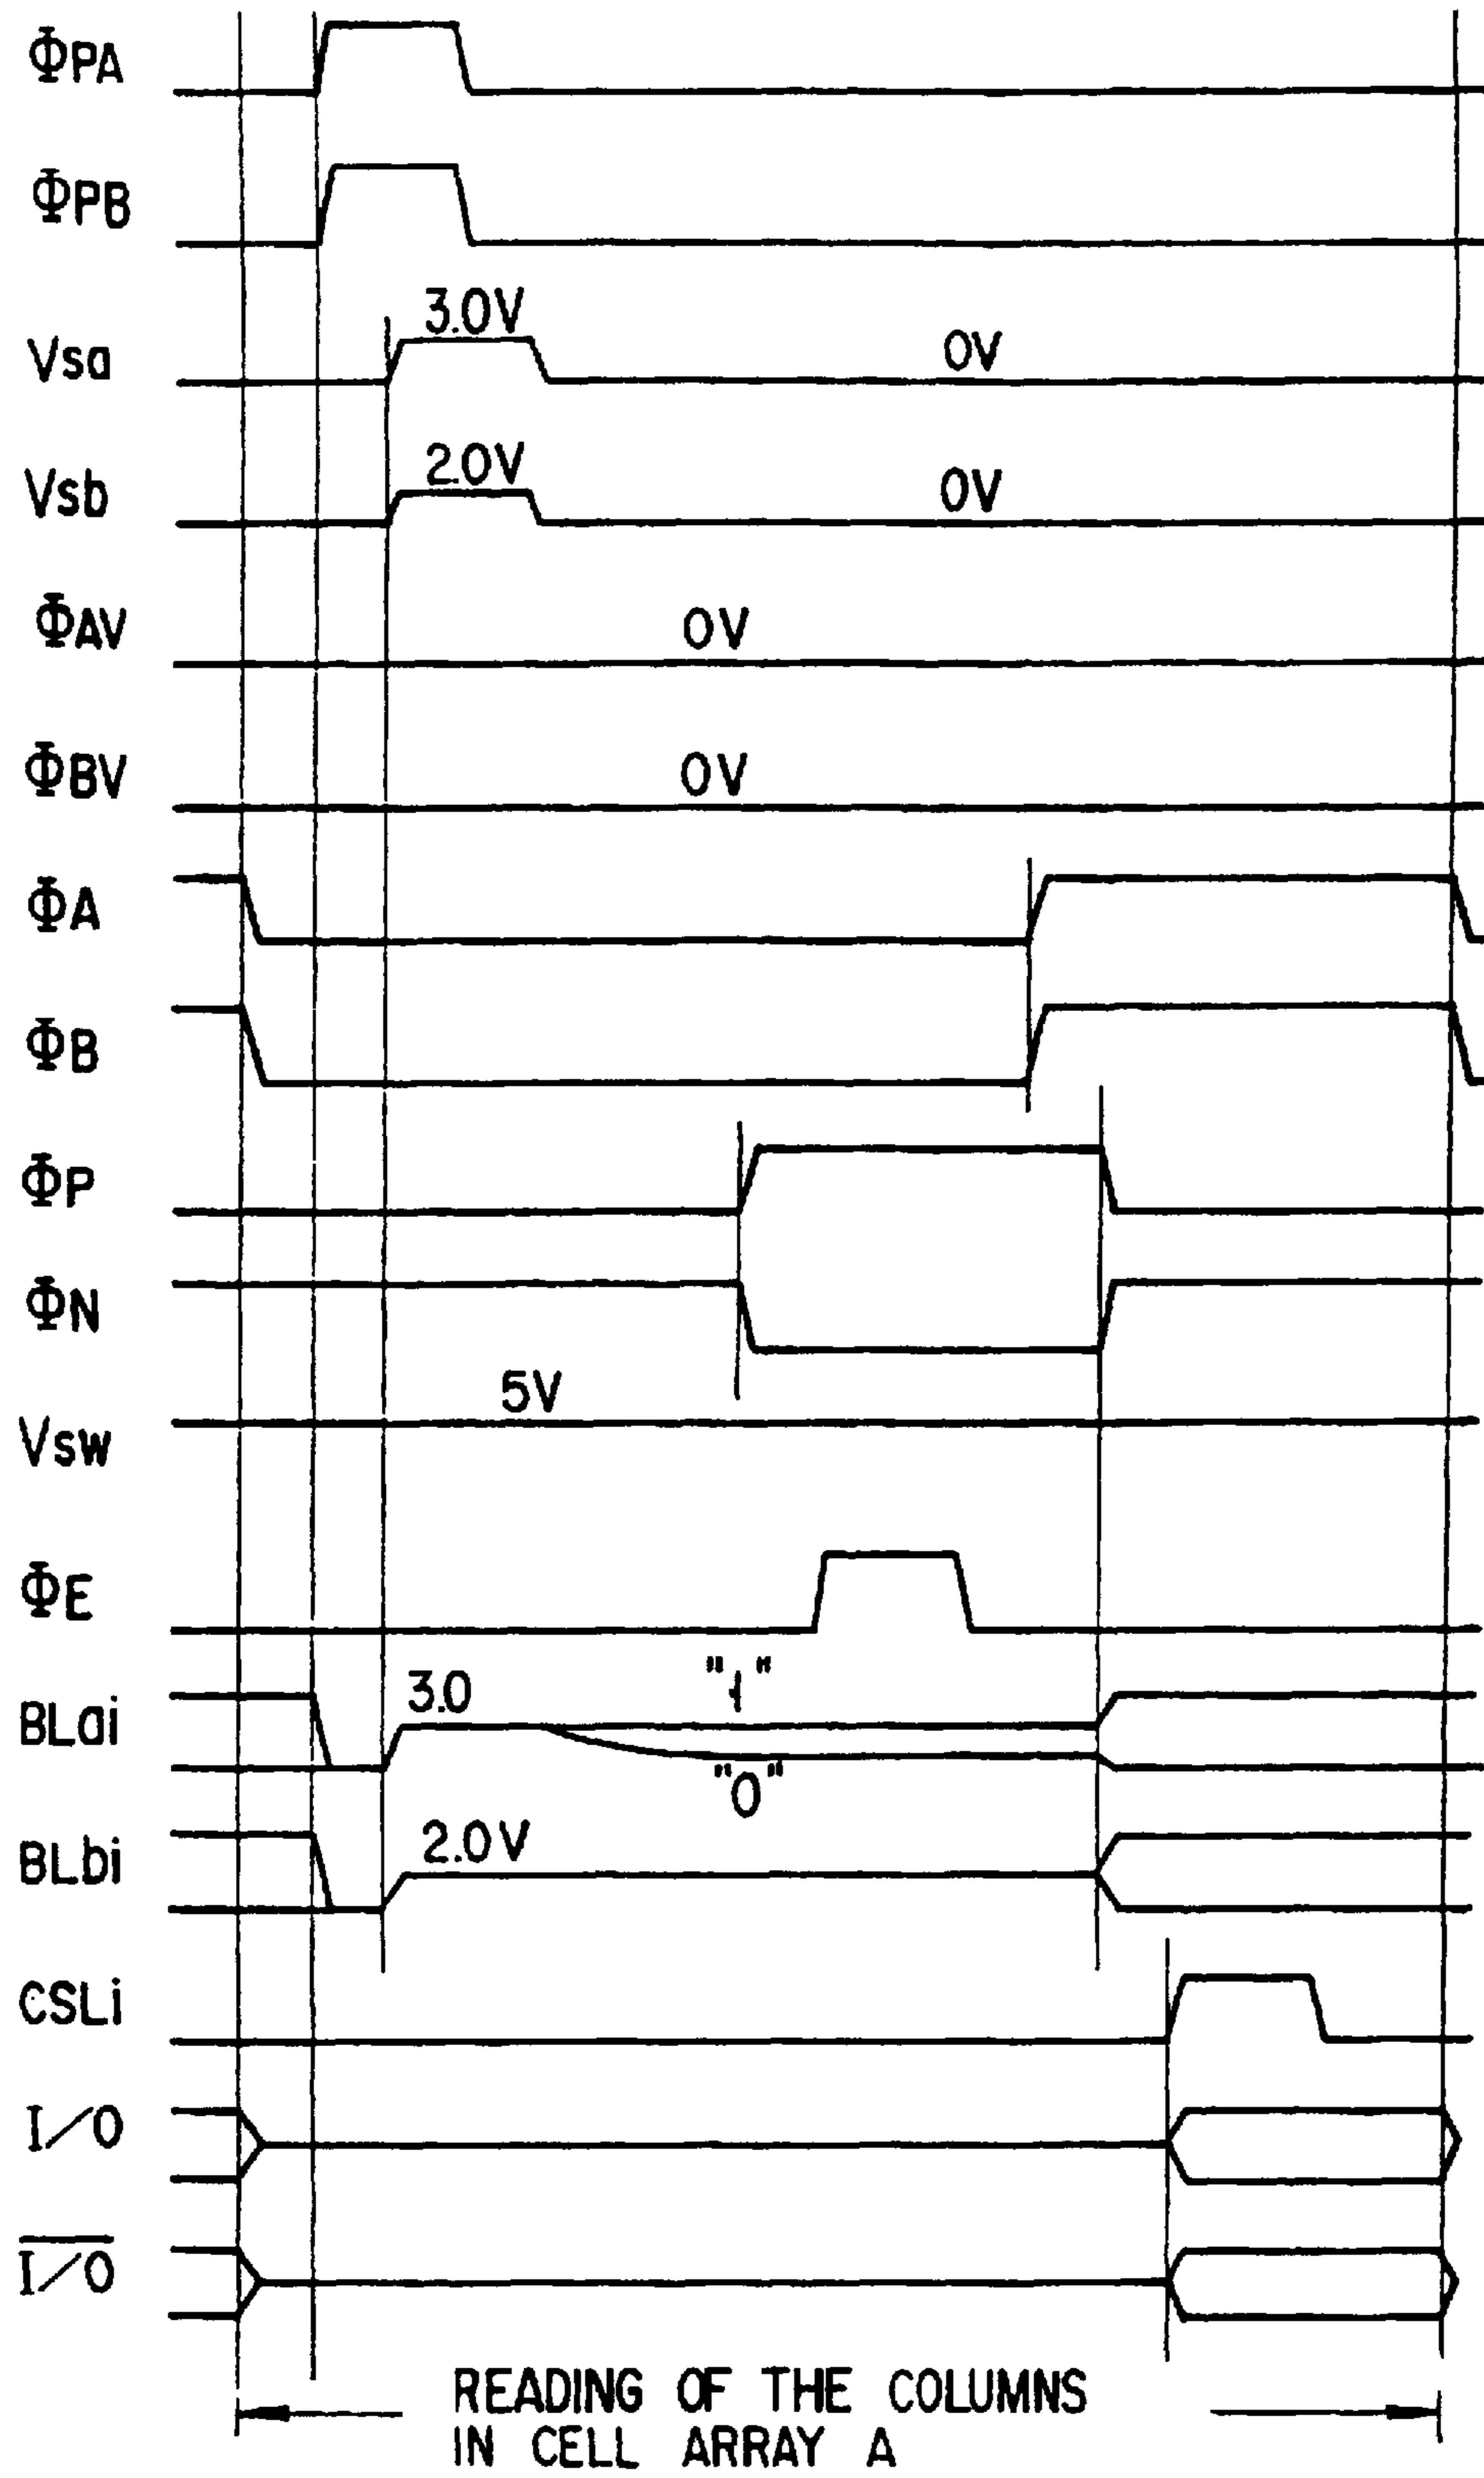 ΦPA
ΦPB
3.0V
Vsa 0V
2.0V
Vsb 0V
ΦAV 0V
ΦBV 0V
ΦA
ΦB
ΦP
ΦN
5V
Vsw
ΦE
3.0 "1"
BLai
"0"
2.0V
BLbi
CSLi
I/O
I̅/̅O̅
READING OF THE COLUMNS
IN CELL ARRAY A